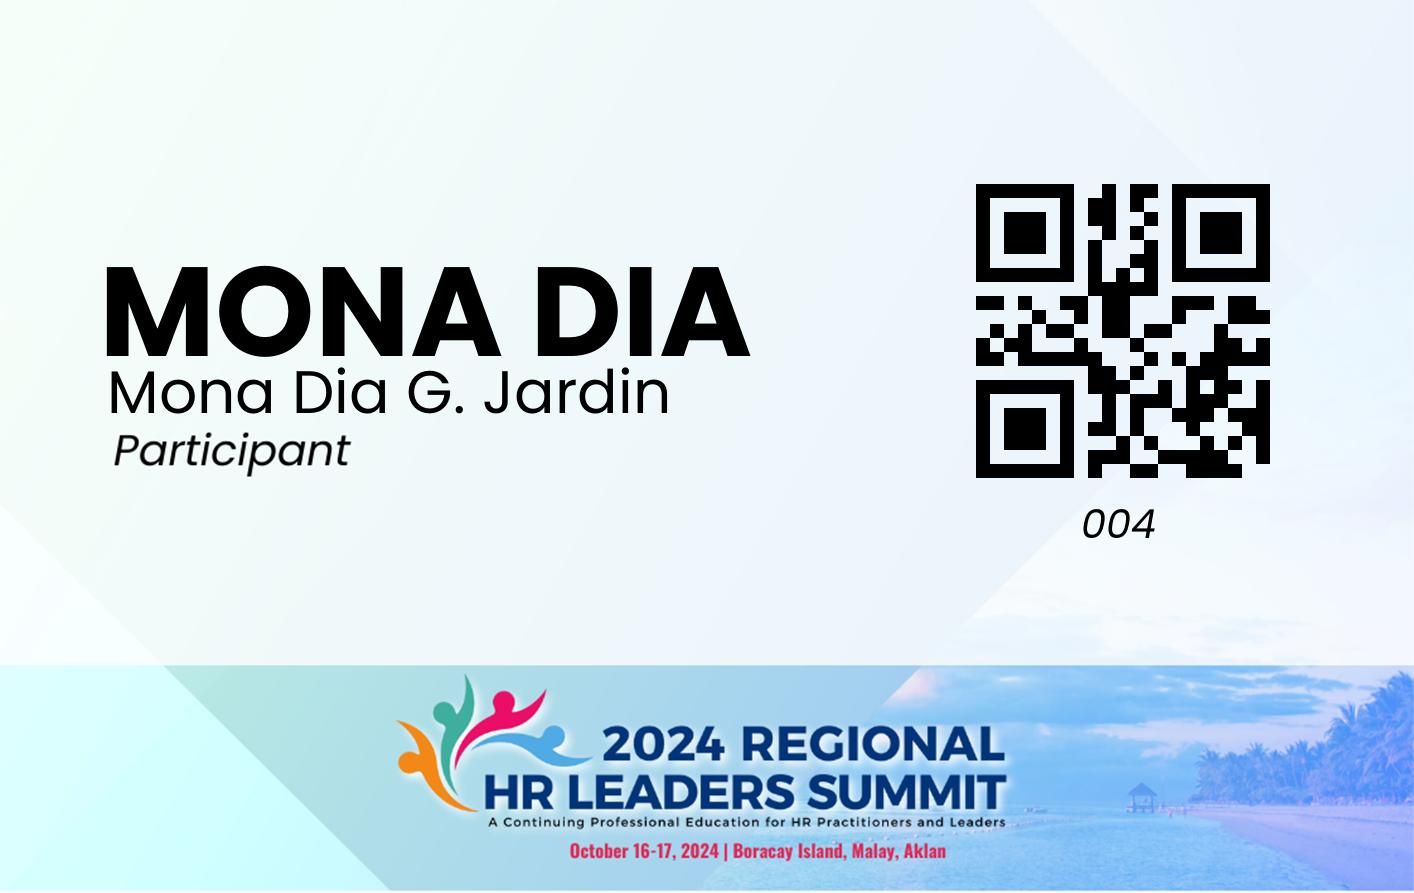 MONA DIA
Mona Dia G. Jardin
Participant
004
2024 REGIONAL
HR LEADERS SUMMIT
A Continuing Professional Education for HR Practitioners and Leaders
October 16-17, 2024 | Boracay Island, Malay, Aklan